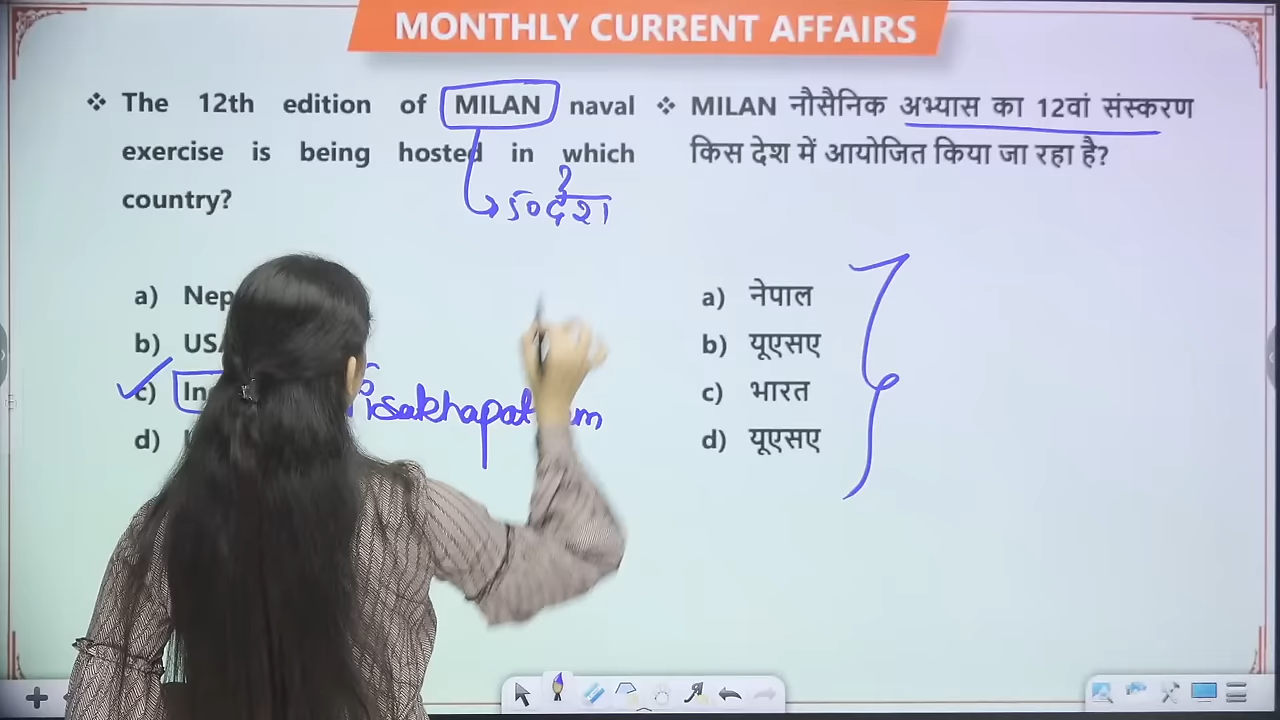 MONTHLY CURRENT AFFAIRS
❖ The 12th edition of MILAN naval
exercise is being hosted in which
country?
५० देश
a) Nep
b) USA
c) In
Visakhapatnam
d)
❖ MILAN नौसैनिक अभ्यास का 12वां संस्करण
किस देश में आयोजित किया जा रहा है?
a) नेपाल
b) यूएसए
c) भारत
d) यूएसए